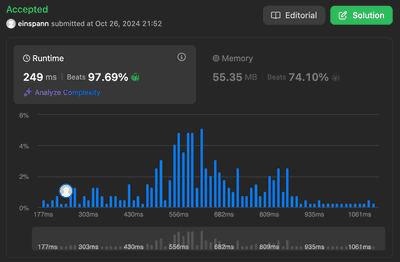 Accepted
einspann submitted at Oct 26, 2024 21:52
Editorial
Solution
Runtime
249 ms | Beats 97.69%
Analyze Complexity
Memory
55.35 MB | Beats 74.10%
6%
4%
2%
0%
177ms 303ms 430ms 556ms 682ms 809ms 935ms 1061ms
177ms 303ms 430ms 556ms 682ms 809ms 935ms 1061ms